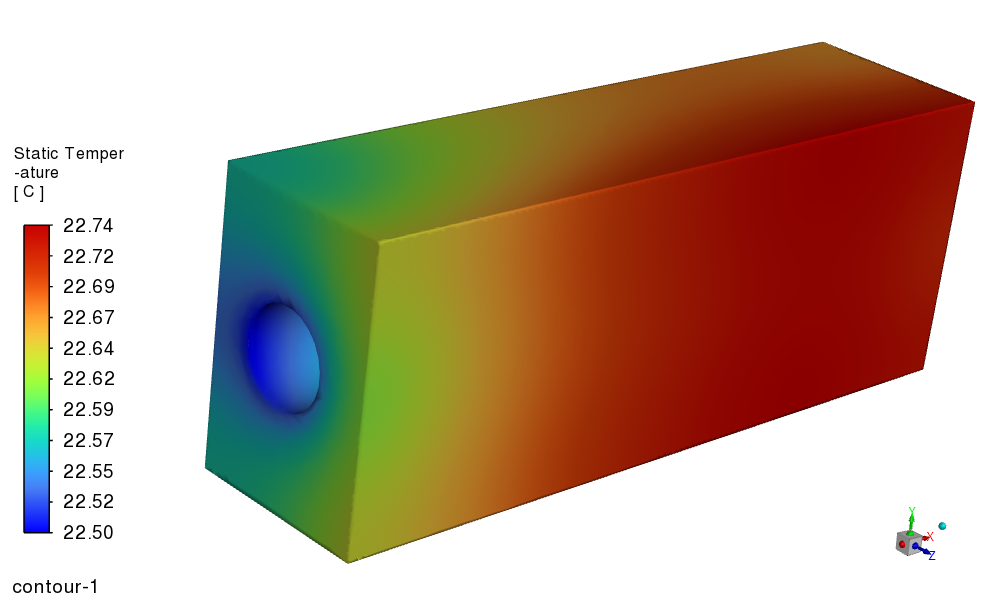 Static Temper
-ature
[ C ]
22.74
22.72
22.69
22.67
22.64
22.62
22.59
22.57
22.55
22.52
22.50
contour-1
Y
X
Z